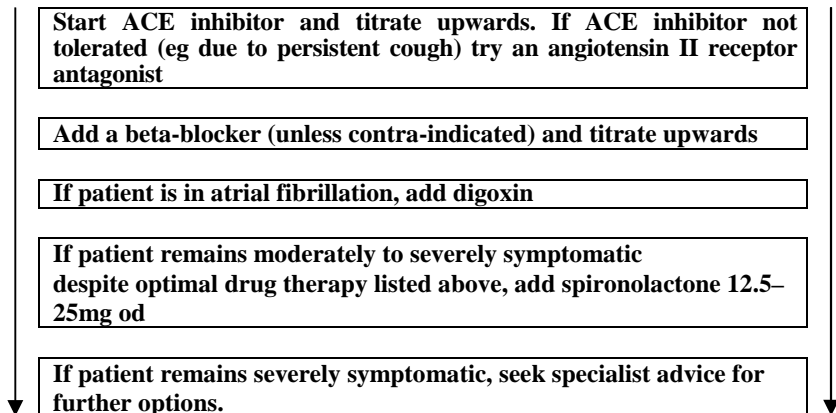 Start ACE inhibitor and titrate upwards. If ACE inhibitor not
tolerated (eg due to persistent cough) try an angiotensin II receptor
antagonist
Add a beta-blocker (unless contra-indicated) and titrate upwards
If patient is in atrial fibrillation, add digoxin
If patient remains moderately to severely symptomatic
despite optimal drug therapy listed above, add spironolactone 12.5–
25mg od
If patient remains severely symptomatic, seek specialist advice for
further options.